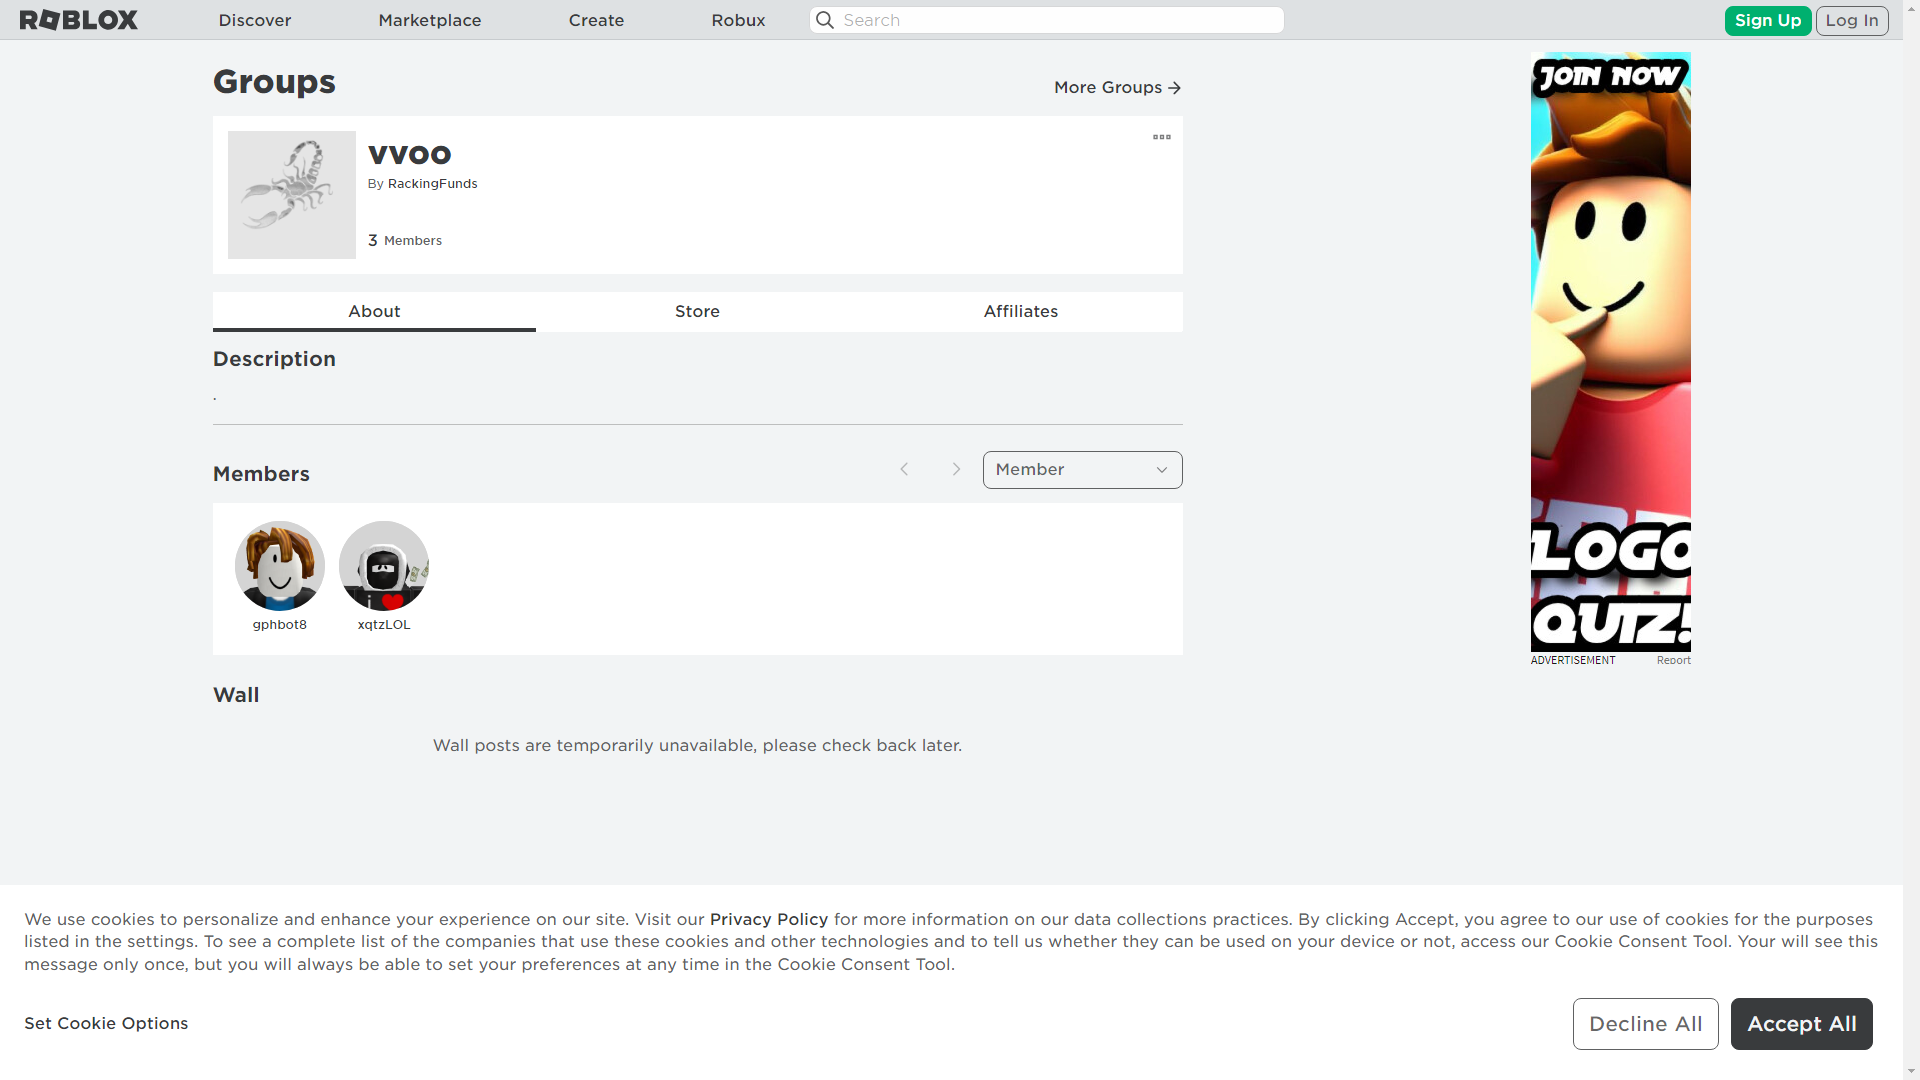 ROBLOX
Discover
Marketplace
Create
Robux
Search
Sign Up
Log In
Groups
More Groups
vvoo
By RackingFunds
3 Members
About
Store
Affiliates
Description
.
Members
Member
gphbot8
xqtzLOL
i
Wall
Wall posts are temporarily unavailable, please check back later.
JOIN NOW
LOGO
QUIZ!
ADVERTISEMENT
Report
We use cookies to personalize and enhance your experience on our site. Visit our Privacy Policy for more information on our data collections practices. By clicking Accept, you agree to our use of cookies for the purposes
listed in the settings. To see a complete list of the companies that use these cookies and other technologies and to tell us whether they can be used on your device or not, access our Cookie Consent Tool. Your will see this
message only once, but you will always be able to set your preferences at any time in the Cookie Consent Tool.
Set Cookie Options
Decline All
Accept All